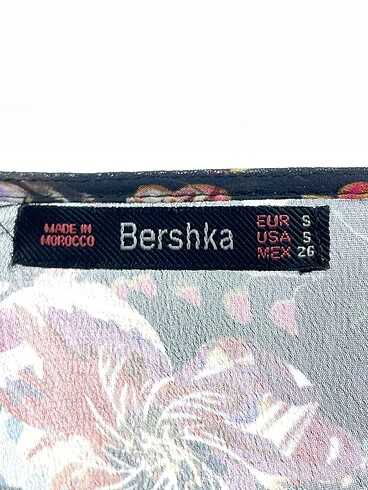 MADE IN
MOROCCO
Bershka
EUR S
USA S
MEX 26